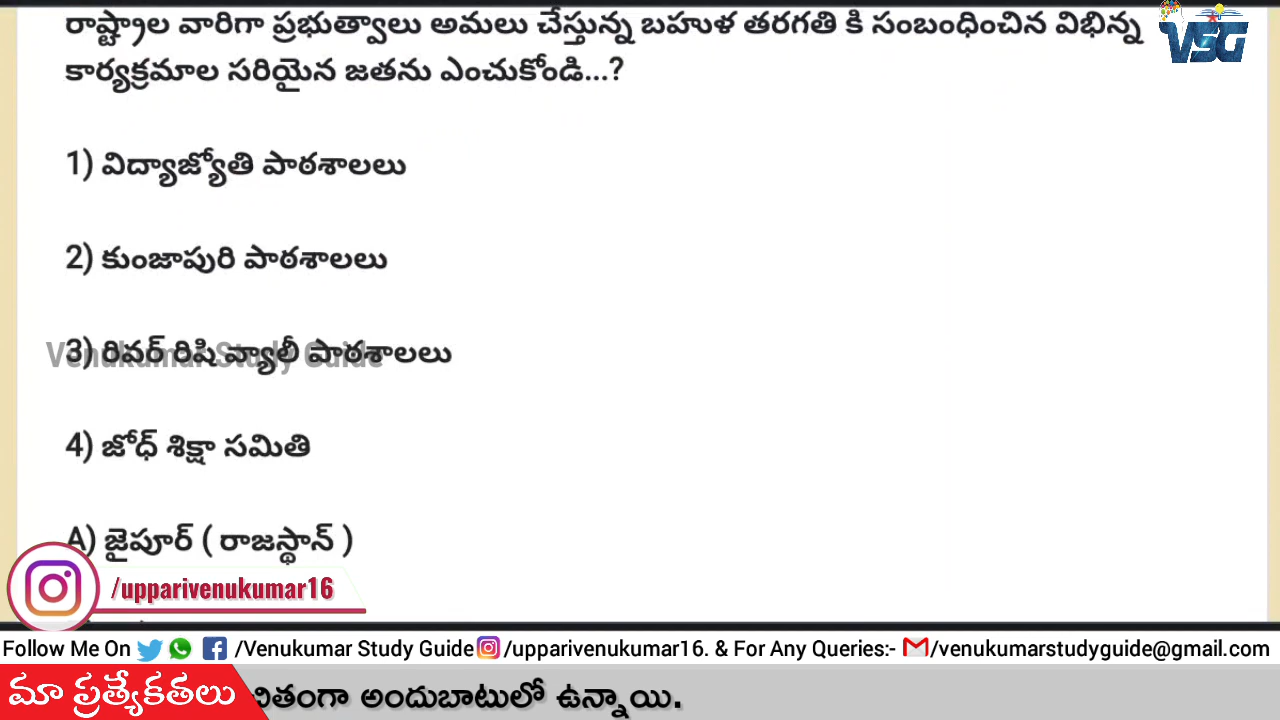 రాష్ట్రాల వారిగా ప్రభుత్వాలు అమలు చేస్తున్న బహుళ తరగతి కి సంబంధించిన విభిన్న
కార్యక్రమాల సరియైన జతను ఎంచుకోండి...?
VSG
1) విద్యాజ్యోతి పాఠశాలలు
2) కుంజాపురి పాఠశాలలు
3) రివర్ రిషి వ్యాలీ పాఠశాలలు
Venukumar Study Guide
4) జోధ్ శిక్షా సమితి
A) జైపూర్ ( రాజస్థాన్ )
/upparivenukumar16
Follow Me On /Venukumar Study Guide /upparivenukumar16. & For Any Queries:- /venukumarstudyguide@gmail.com
మా ప్రత్యేకతలు చితంగా అందుబాటులో ఉన్నాయి.